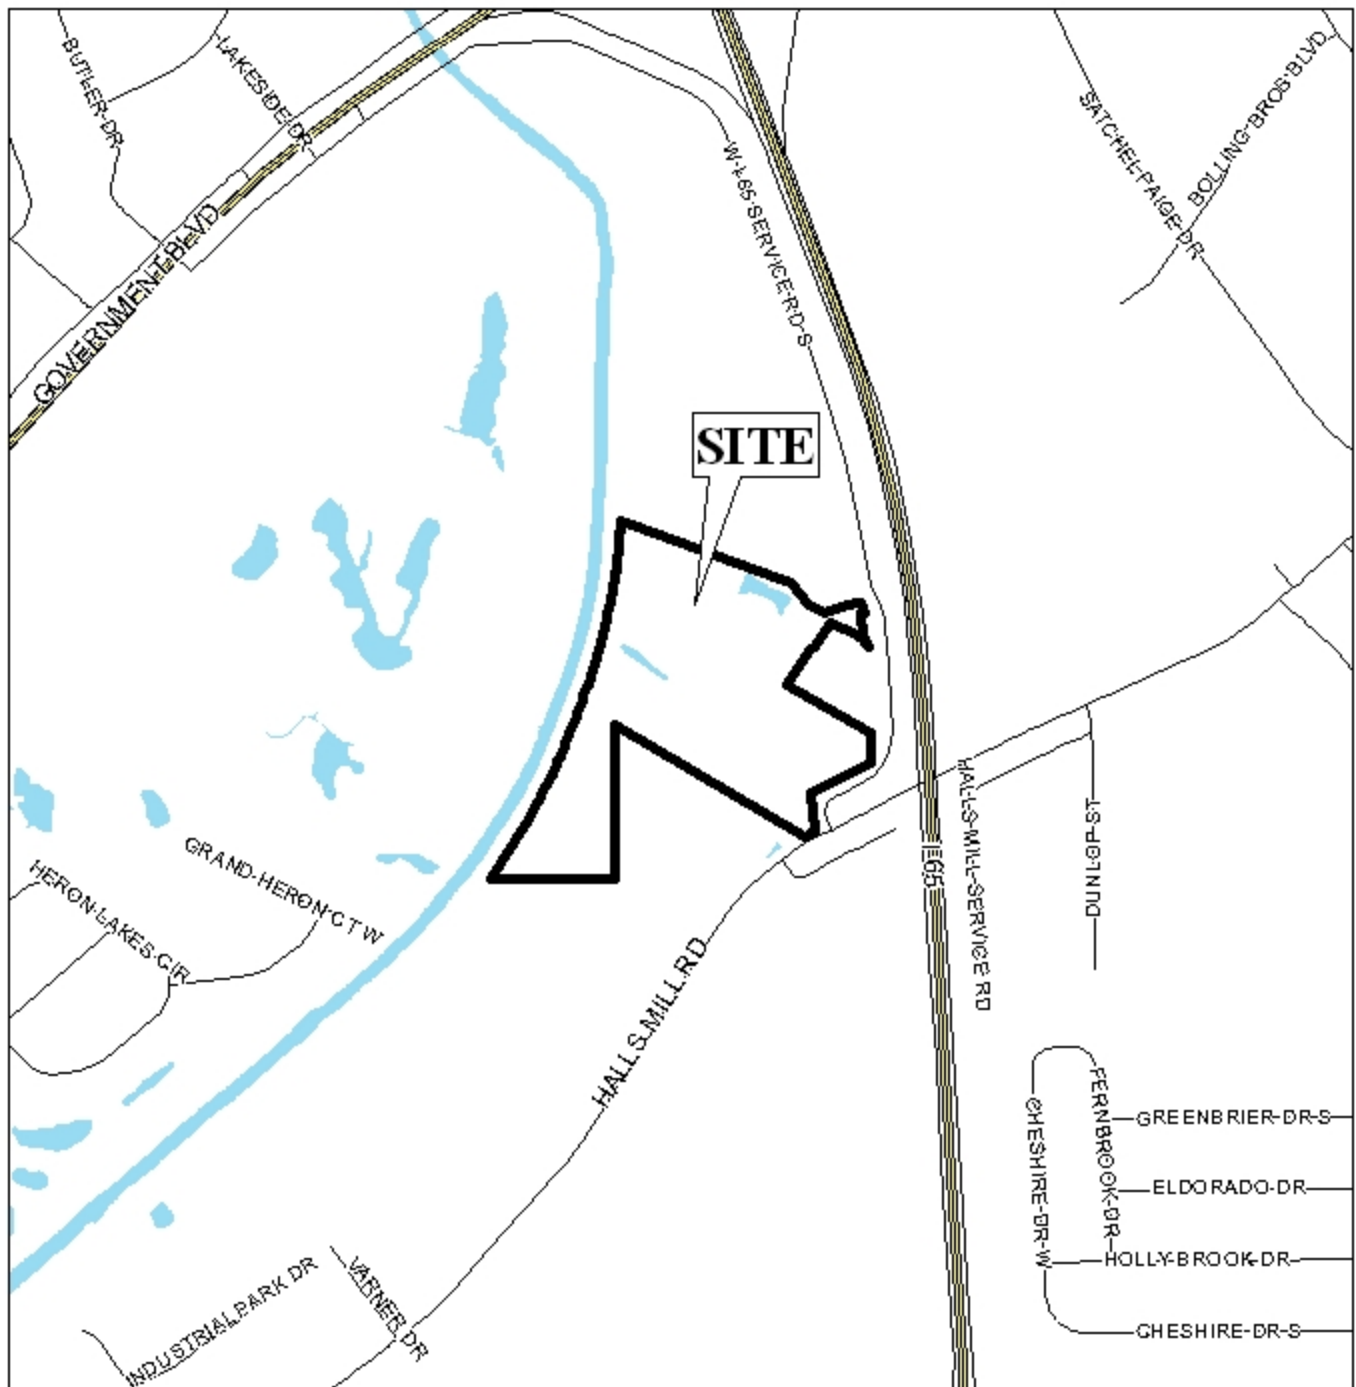 BUTLER DR
LAKESIDE DR
SATCHEL PAIGE DR
BOLLING BROS BLVD
W I-65 SERVICE RD S
GOVERNMENT BLVD
SITE
HALLS MILL SERVICE RD
DUNLOP ST
I-65
GRAND HERON CT W
HERON LAKES CIR
HALLS MILL RD
FERNBROOK DR
CHESHIRE DR W
GREENBRIER DR S
ELDORADO DR
HOLLY BROOK DR
CHESHIRE DR S
INDUSTRIAL PARK DR
VARNER DR